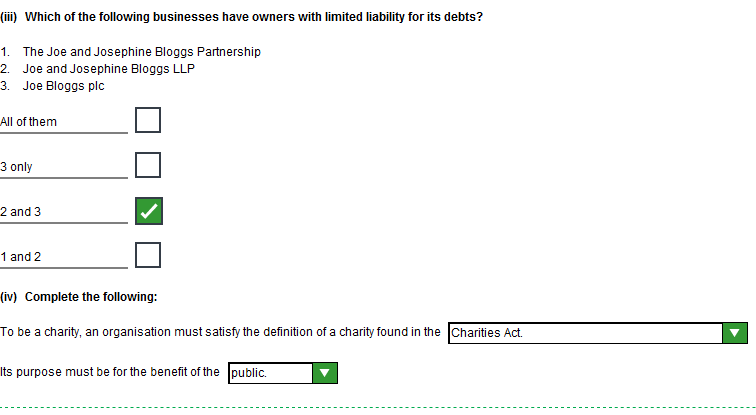 (iii) Which of the following businesses have owners with limited liability for its debts?
1. The Joe and Josephine Bloggs Partnership
2. Joe and Josephine Bloggs LLP
3. Joe Bloggs plc
All of them
3 only
2 and 3
1 and 2
(iv) Complete the following:
To be a charity, an organisation must satisfy the definition of a charity found in the Charities Act.
Its purpose must be for the benefit of the public.